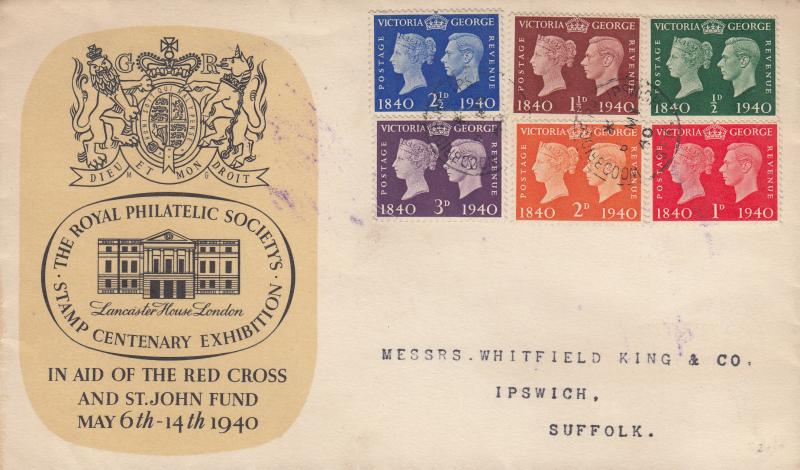 G R
DIEU ET MON DROIT
M G
· THE ROYAL PHILATELIC SOCIETY'S ·
Lancaster House London
STAMP CENTENARY EXHIBITION
IN AID OF THE RED CROSS
AND ST. JOHN FUND
MAY 6th-14th 1940
VICTORIA GEORGE
POSTAGE REVENUE
1840 2½D 1940
VICTORIA GEORGE
POSTAGE REVENUE
1840 1½D 1940
VICTORIA GEORGE
POSTAGE REVENUE
1840 ½D 1940
VICTORIA GEORGE
POSTAGE REVENUE
1840 3D 1940
VICTORIA GEORGE
POSTAGE REVENUE
1840 2D 1940
VICTORIA GEORGE
POSTAGE REVENUE
1840 1D 1940
MESSRS. WHITFIELD KING & CO.
IPSWICH,
SUFFOLK.